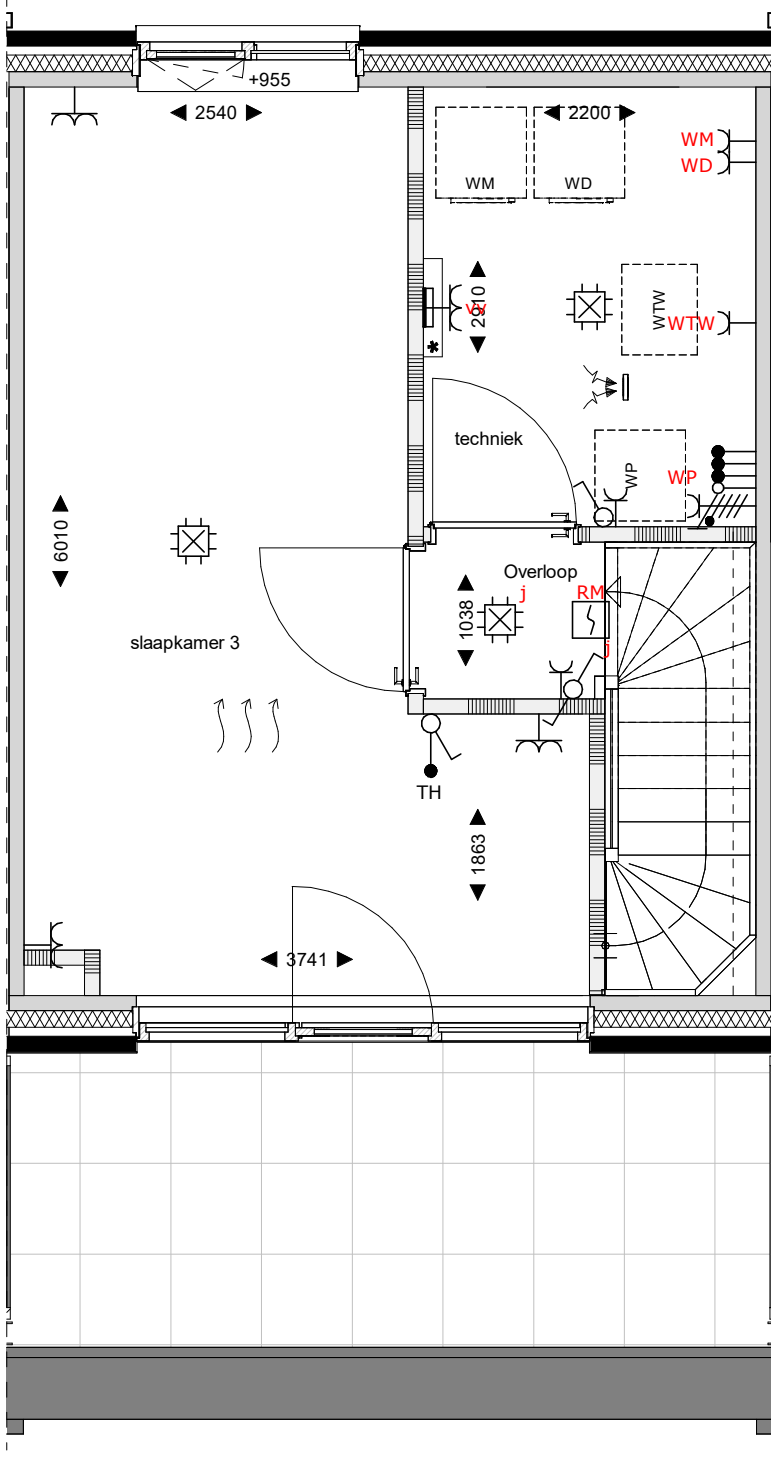 +955
2540
2200
WM
WD
WM
WD
2910
vv
WTW
WTW
*
techniek
WP
WP
6010
Overloop
j
RM
1038
j
slaapkamer 3
TH
1863
3741